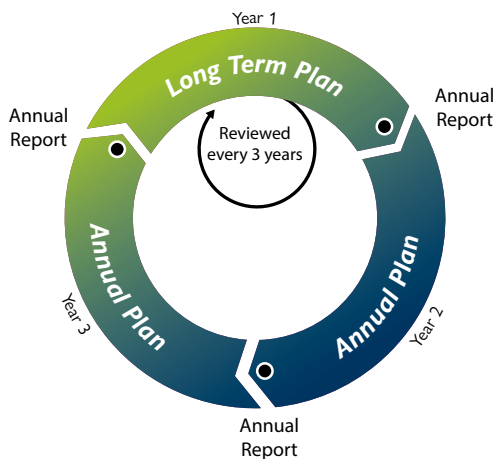 Year 1
Long Term Plan
Annual
Report
Annual
Report
Reviewed
every 3 years
Annual Plan
Annual Plan
Year 3
Year 2
Annual
Report